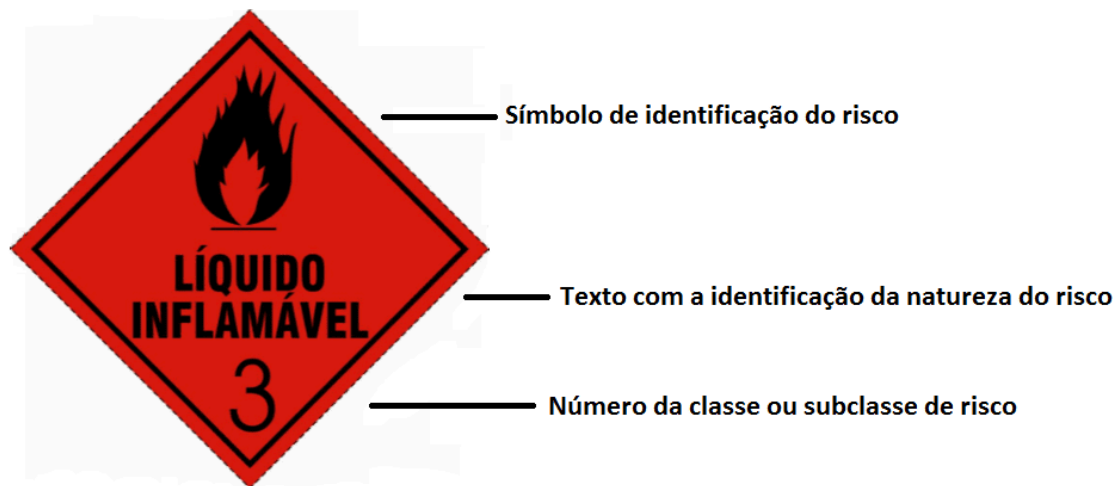 Símbolo de identificação do risco
LÍQUIDO
INFLAMÁVEL
Texto com a identificação da natureza do risco
3
Número da classe ou subclasse de risco